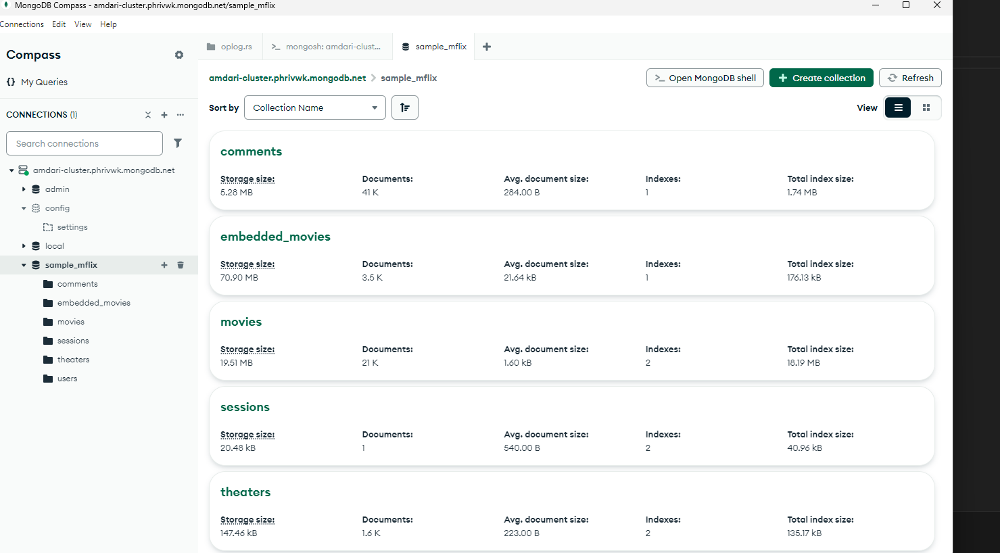 MongoDB Compass - amdari-cluster.phrivwk.mongodb.net/sample_mflix
Connections Edit View Help
Compass
My Queries
CONNECTIONS (1)
Search connections
amdari-cluster.phrivwk.mongodb.net
admin
config
settings
local
sample_mflix
comments
embedded_movies
movies
sessions
theaters
users
oplog.rs
mongosh: amdari-clust...
sample_mflix
amdari-cluster.phrivwk.mongodb.net
sample_mflix
Open MongoDB shell
Create collection
Refresh
Sort by
Collection Name
View
comments
Storage size: Documents: Avg. document size: Indexes: Total index size:
5.28 MB 41 K 284.00 B 1 1.74 MB
embedded_movies
Storage size: Documents: Avg. document size: Indexes: Total index size:
70.90 MB 3.5 K 21.64 kB 1 176.13 kB
movies
Storage size: Documents: Avg. document size: Indexes: Total index size:
19.51 MB 21 K 1.60 kB 2 18.19 MB
sessions
Storage size: Documents: Avg. document size: Indexes: Total index size:
20.48 kB 1 540.00 B 2 40.96 kB
theaters
Storage size: Documents: Avg. document size: Indexes: Total index size:
147.46 kB 1.6 K 223.00 B 2 135.17 kB